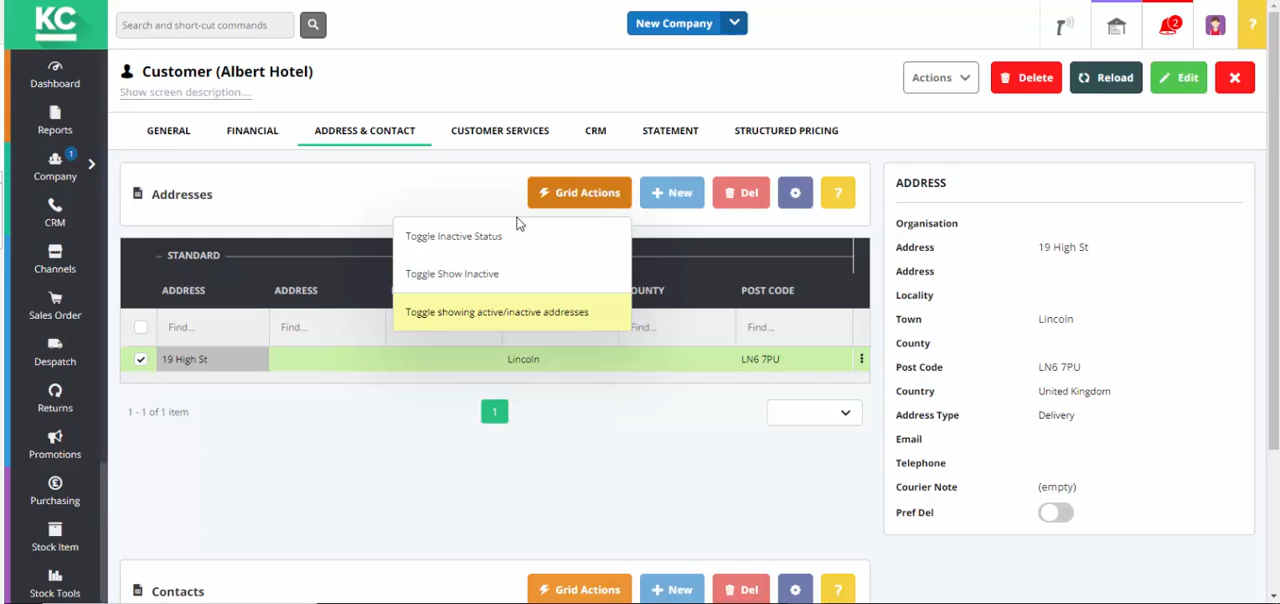 KC
Search and short-cut commands
New Company
2
?
Customer (Albert Hotel)
Show screen description....
Actions
Delete
Reload
Edit
Dashboard
Reports
1
Company
CRM
Channels
Sales Order
Despatch
Returns
Promotions
Purchasing
Stock Item
Stock Tools
GENERAL
FINANCIAL
ADDRESS & CONTACT
CUSTOMER SERVICES
CRM
STATEMENT
STRUCTURED PRICING
Addresses
Grid Actions
New
Del
?
Toggle Inactive Status
Toggle Show Inactive
Toggle showing active/inactive addresses
STANDARD
ADDRESS
ADDRESS
POST CODE
Find...
Find...
Find...
Find...
19 High St
Lincoln
LN6 7PU
1 - 1 of 1 item
1
Contacts
Grid Actions
New
Del
?
ADDRESS
Organisation
Address 19 High St
Address
Locality
Town Lincoln
County
Post Code LN6 7PU
Country United Kingdom
Address Type Delivery
Email
Telephone
Courier Note (empty)
Pref Del